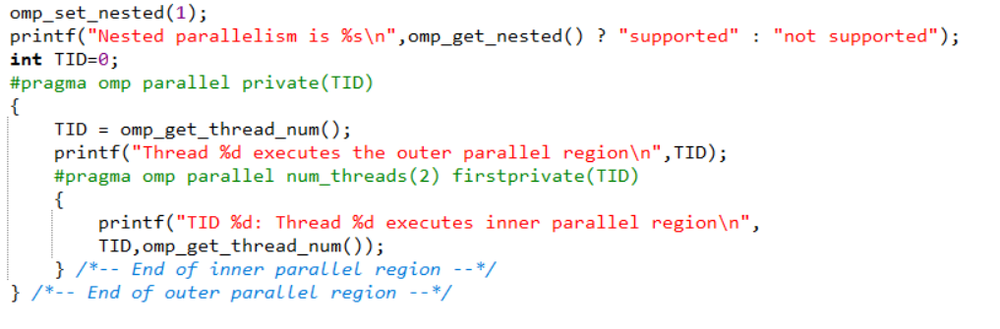 omp_set_nested(1);
printf("Nested parallelism is %s\n",omp_get_nested() ? "supported" : "not supported");
int TID=0;
#pragma omp parallel private(TID)
{
    TID = omp_get_thread_num();
    printf("Thread %d executes the outer parallel region\n",TID);
    #pragma omp parallel num_threads(2) firstprivate(TID)
    {
        printf("TID %d: Thread %d executes inner parallel region\n",
        TID,omp_get_thread_num());
    } /*-- End of inner parallel region --*/
} /*-- End of outer parallel region --*/